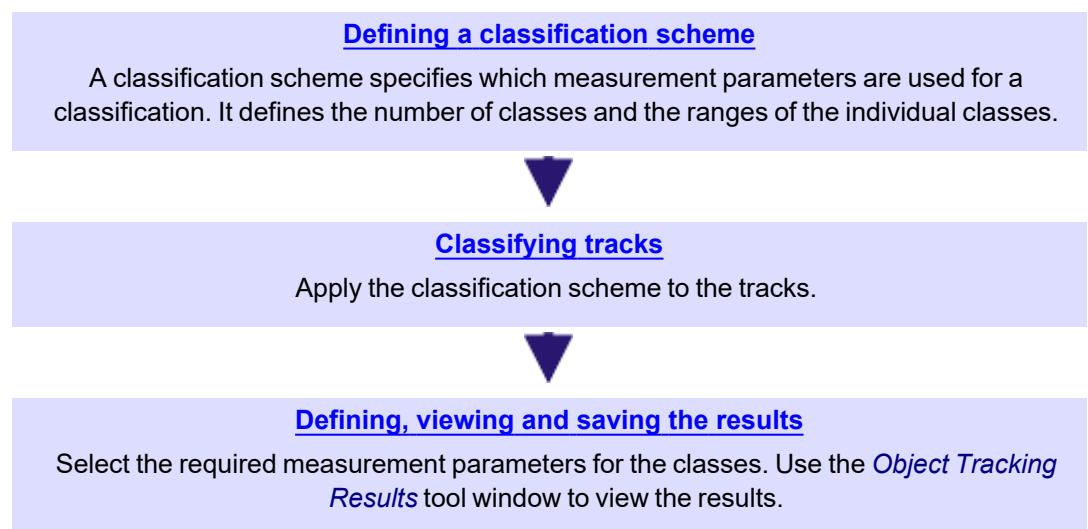 Defining a classification scheme
A classification scheme specifies which measurement parameters are used for a
classification. It defines the number of classes and the ranges of the individual classes.
Classifying tracks
Apply the classification scheme to the tracks.
Defining, viewing and saving the results
Select the required measurement parameters for the classes. Use the Object Tracking
Results tool window to view the results.